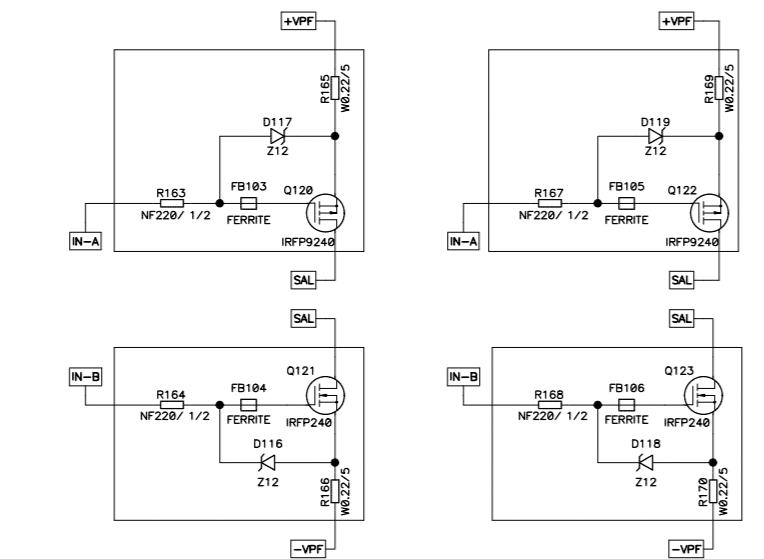 +VPF
R165
W0.22/5
D117
Z12
R163
FB103
Q120
NF220/ 1/2
FERRITE
IN-A
IRFP9240
SAL
+VPF
R169
W0.22/5
D119
Z12
R167
FB105
Q122
NF220/ 1/2
FERRITE
IN-A
IRFP9240
SAL
SAL
IN-B
Q121
R164
FB104
NF220/ 1/2
FERRITE
IRFP240
D116
Z12
R166
W0.22/5
-VPF
SAL
IN-B
Q123
R168
FB106
NF220/ 1/2
FERRITE
IRFP240
D118
Z12
R170
W0.22/5
-VPF